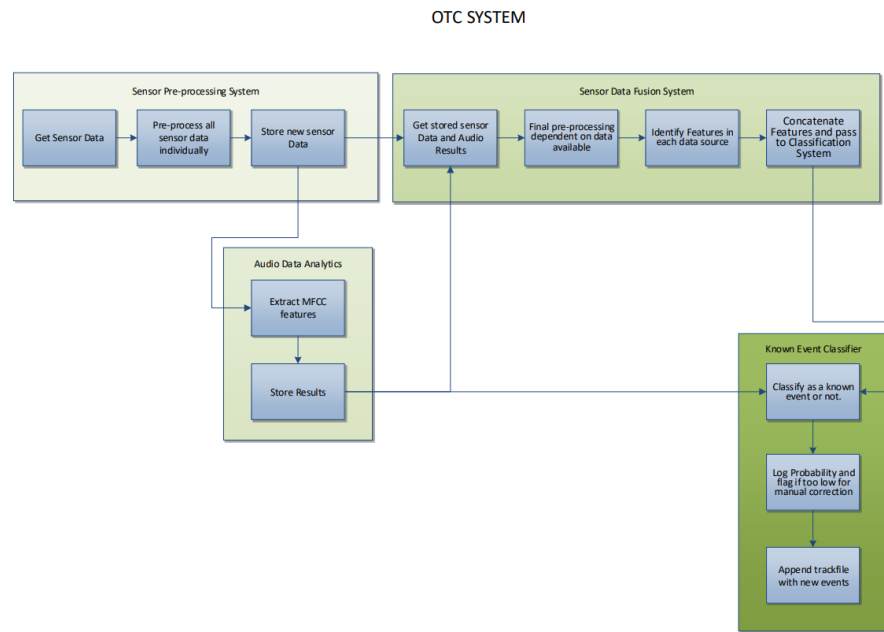 OTC SYSTEM
Sensor Pre-processing System
Get Sensor Data
Pre-process all
sensor data
individually
Store new sensor
Data
Sensor Data Fusion System
Get stored sensor
Data and Audio
Results
Final pre-processing
dependent on data
available
Identify Features in
each data source
Concatenate
Features and pass
to Classification
System
Audio Data Analytics
Extract MFCC
features
Store Results
Known Event Classifier
Classify as a known
event or not.
Log Probability and
flag if too low for
manual correction
Append trackfile
with new events